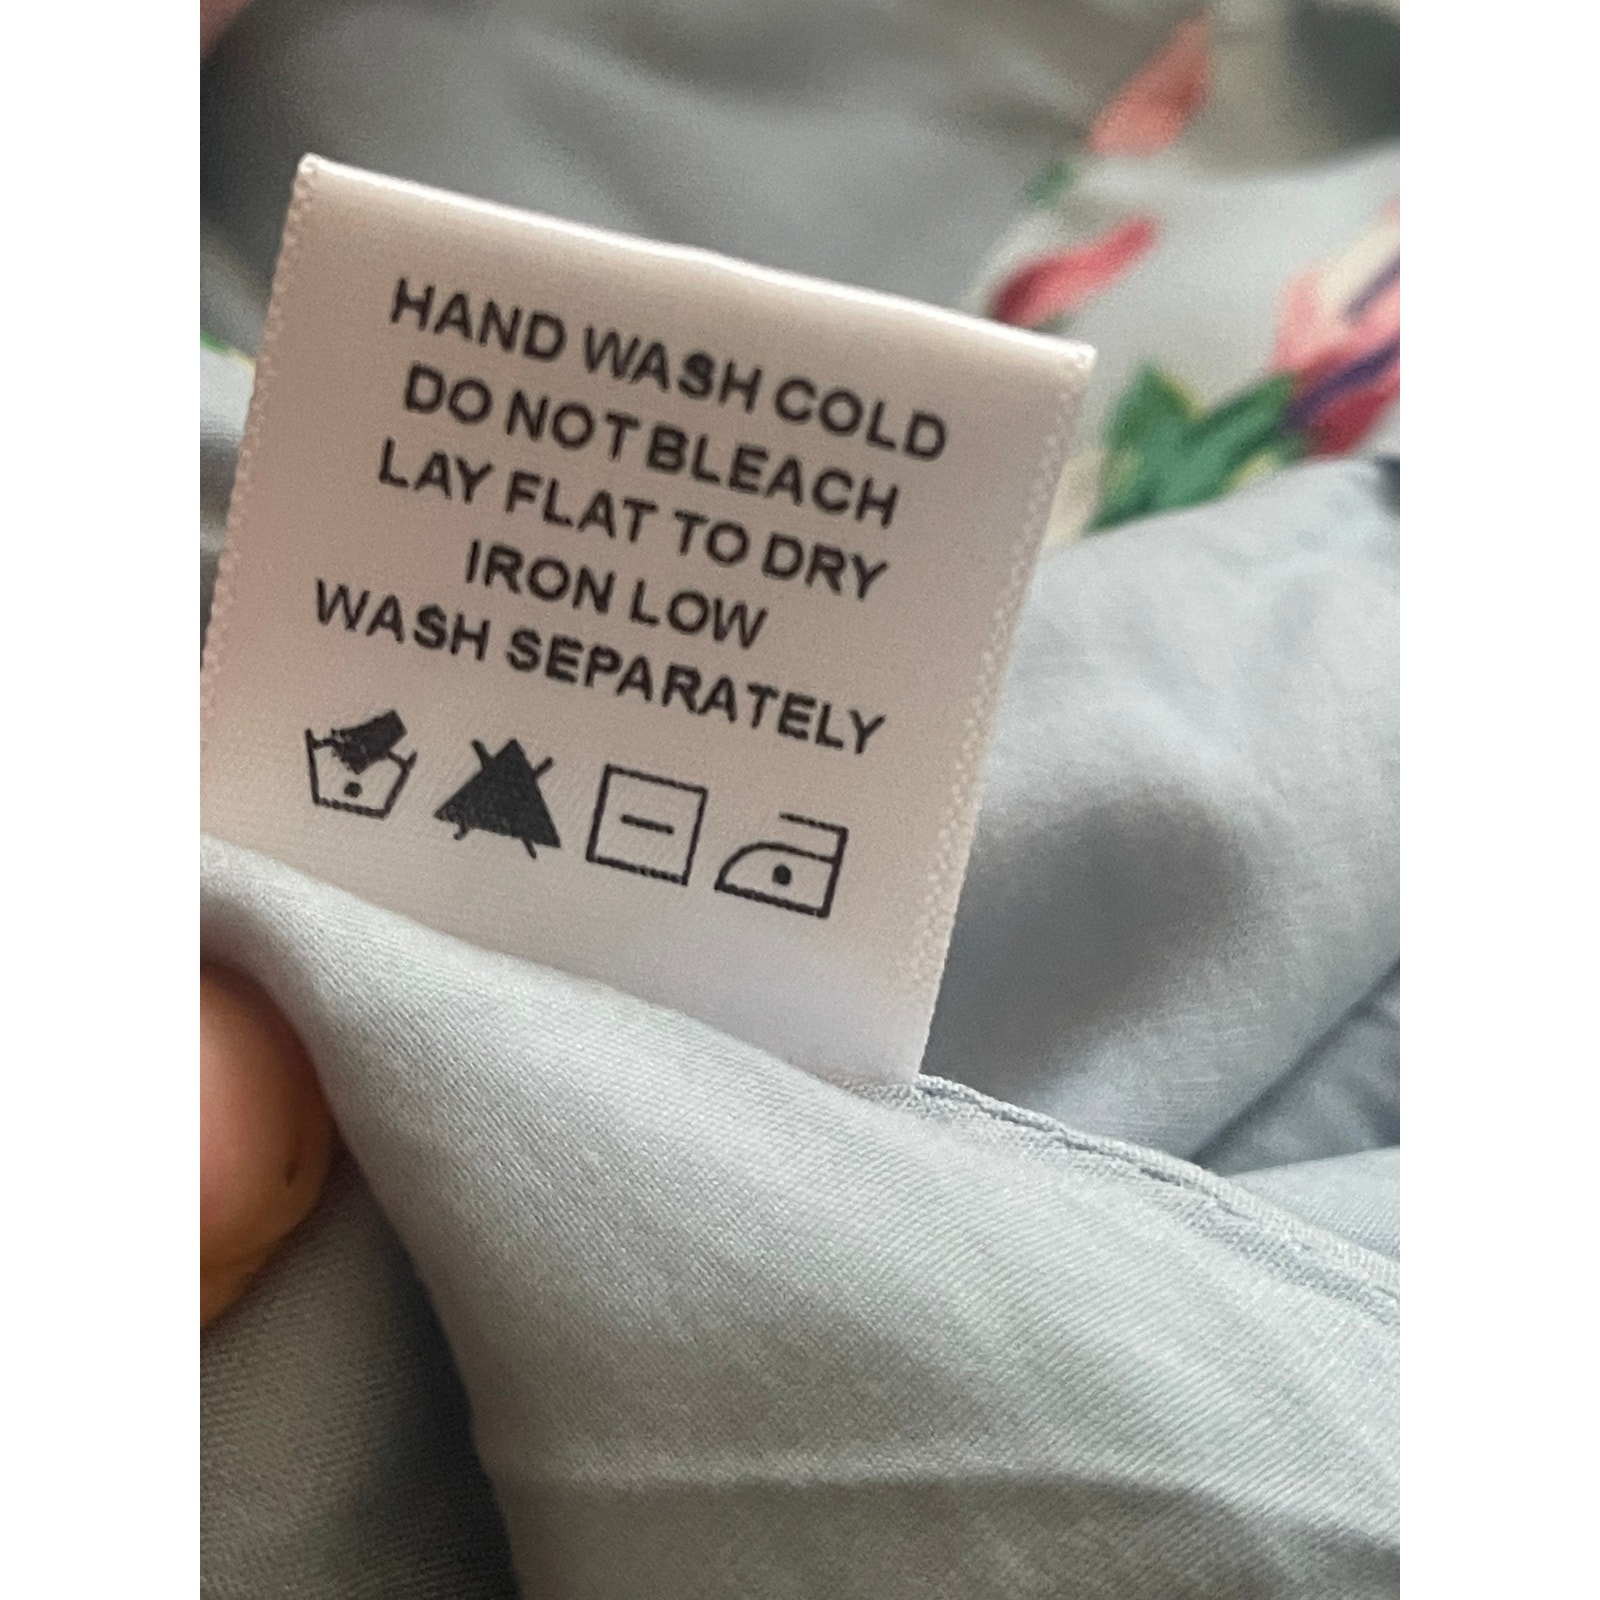 HAND WASH COLD
DO NOT BLEACH
LAY FLAT TO DRY
IRON LOW
WASH SEPARATELY